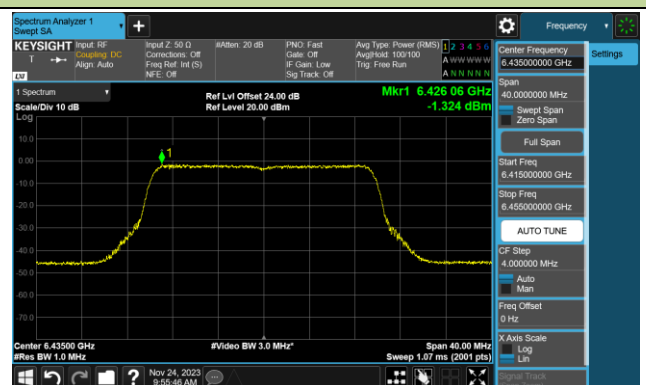 Spectrum Analyzer 1
Swept SA
+
Frequency
KEYSIGHT
Input: RF
Coupling: DC
Align: Auto
Input Z: 50 Ω
Corrections: Off
Freq Ref: Int (S)
NFE: Off
#Atten: 20 dB
PNO: Fast
Gate: Off
IF Gain: Low
Sig Track: Off
Avg Type: Power (RMS)
Avg|Hold: 100/100
Trig: Free Run
1 2 3 4 5 6
A W W W W W
A N N N N N
T
LXI
1 Spectrum
Scale/Div 10 dB
Log
Ref Lvl Offset 24.00 dB
Ref Level 20.00 dBm
Mkr1 6.426 06 GHz
-1.324 dBm
1
10.0
0.00
-10.0
-20.0
-30.0
-40.0
-50.0
-60.0
-70.0
Center 6.43500 GHz
#Res BW 1.0 MHz
#Video BW 3.0 MHz*
Span 40.00 MHz
Sweep 1.07 ms (2001 pts)
Nov 24, 2023
9:55:46 AM
?
Center Frequency
6.435000000 GHz
Span
40.0000000 MHz
Swept Span
Zero Span
Full Span
Start Freq
6.415000000 GHz
Stop Freq
6.455000000 GHz
AUTO TUNE
CF Step
4.000000 MHz
Auto
Man
Freq Offset
0 Hz
X Axis Scale
Log
Lin
Signal Track
Settings